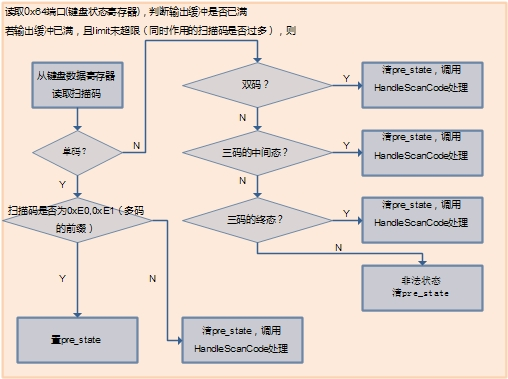 读取0x64端口(键盘状态寄存器)，判断输出缓冲是否已满
若输出缓冲已满，且limit未超限（同时作用的扫描码是否过多），则
从键盘数据寄存器
读取扫描码
双码？
Y
清pre_state，调用
HandleScanCode处理
N
单码？
N
三码的中间态？
Y
清pre_state，调用
HandleScanCode处理
Y
N
扫描码是否为0xE0,0xE1（多码
的前缀）
三码的终态？
Y
清pre_state，调用
HandleScanCode处理
N
Y
N
非法状态
清pre_state
置pre_state
清pre_state，调用
HandleScanCode处理